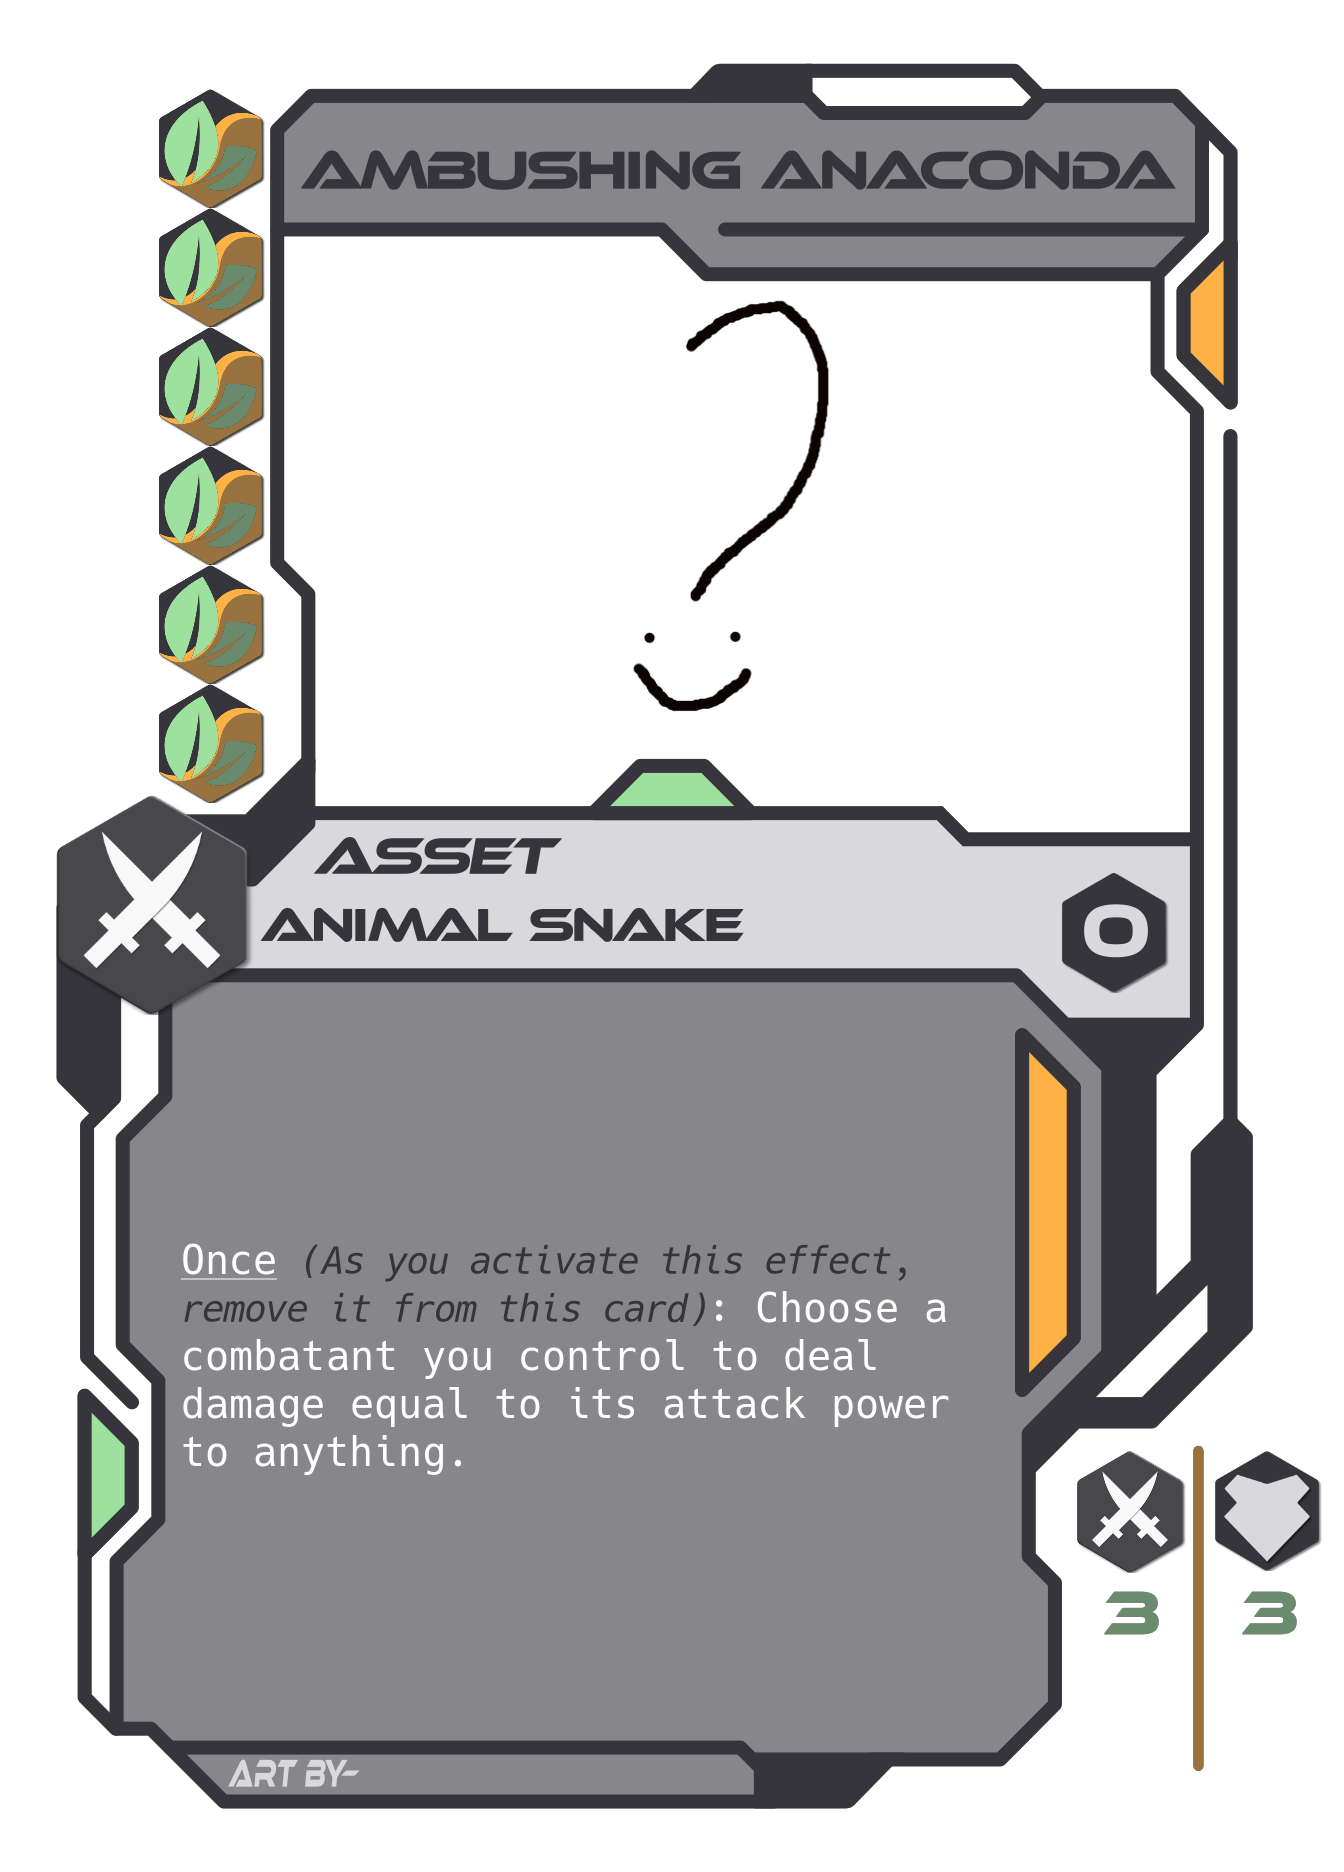 AMBUSHING ANACONDA
ASSET
ANIMAL SNAKE
0
Once (As you activate this effect,
remove it from this card): Choose a
combatant you control to deal
damage equal to its attack power
to anything.
3 3
ART BY-